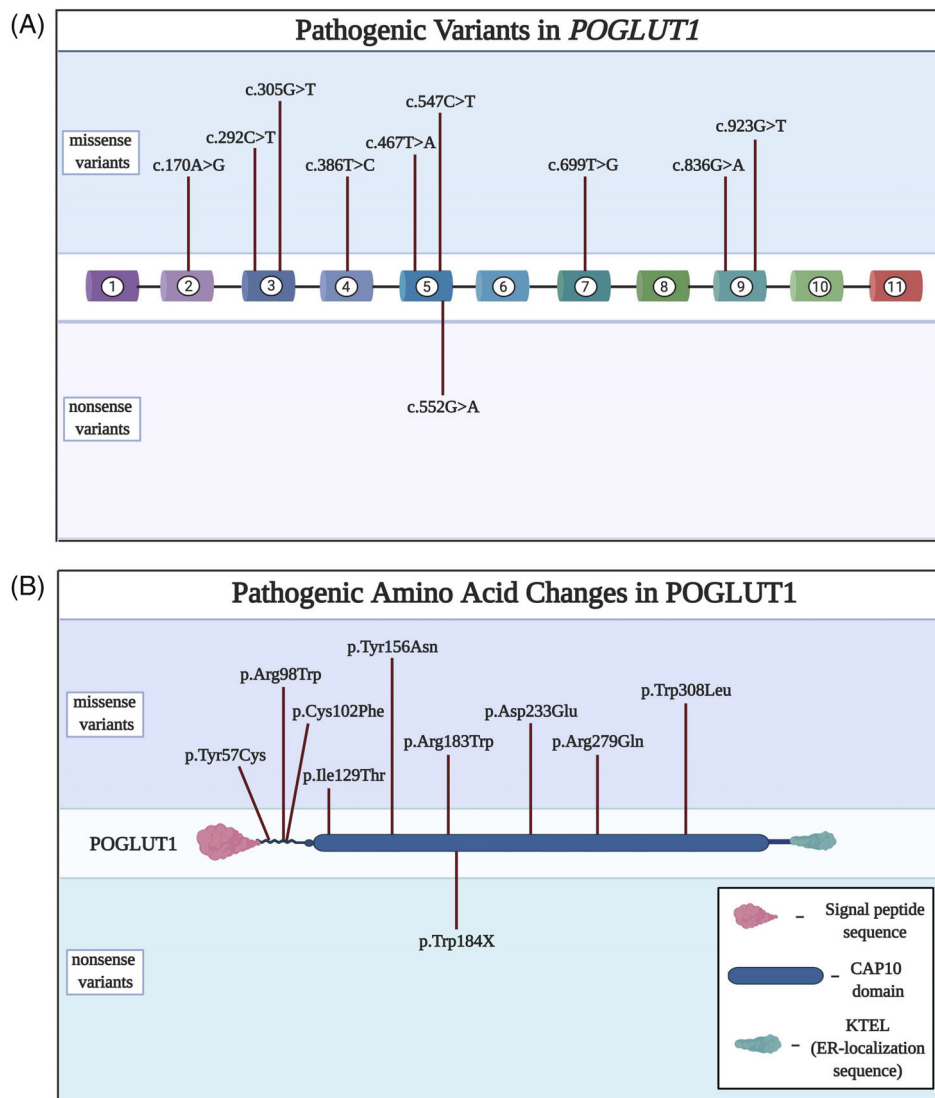 (A)
Pathogenic Variants in POGLUT1
missense
variants
c.170A>G
c.292C>T
c.305G>T
c.386T>C
c.467T>A
c.547C>T
c.699T>G
c.836G>A
c.923G>T
1 2 3 4 5 6 7 8 9 10 11
nonsense
variants
c.552G>A
(B)
Pathogenic Amino Acid Changes in POGLUT1
missense
variants
p.Tyr57Cys
p.Arg98Trp
p.Cys102Phe
p.Ile129Thr
p.Tyr156Asn
p.Arg183Trp
p.Asp233Glu
p.Arg279Gln
p.Trp308Leu
POGLUT1
nonsense
variants
p.Trp184X
- Signal peptide
sequence
- CAP10
domain
- KTEL
(ER-localization
sequence)